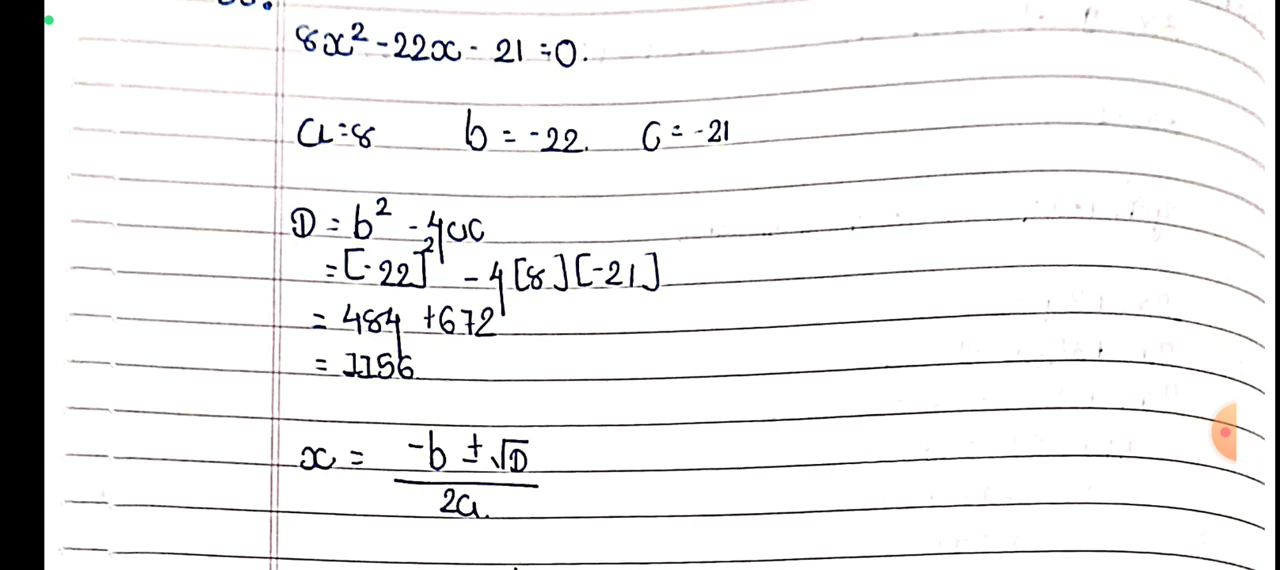 8x² - 22x - 21 = 0.
a = 8 b = -22. c = -21
D = b² - 4ac
= [-22]² - 4[8][-21]
= 484 + 672
= 1156
x = -b ± √D
2a.